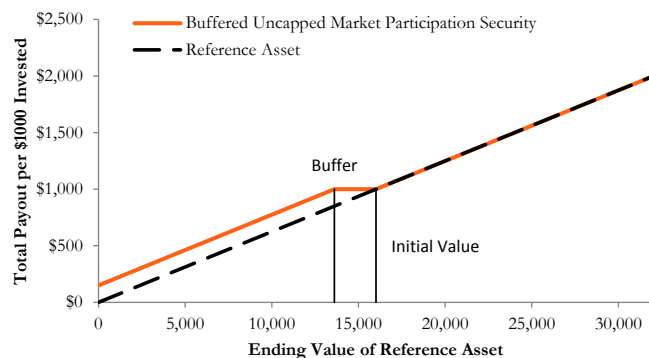 $2,500
Buffered Uncapped Market Participation Security
Reference Asset
$2,000
$1,500
$1,000
$500
$0
Total Payout per $1000 Invested
Buffer
Initial Value
0
5,000
10,000
15,000
20,000
25,000
30,000
Ending Value of Reference Asset